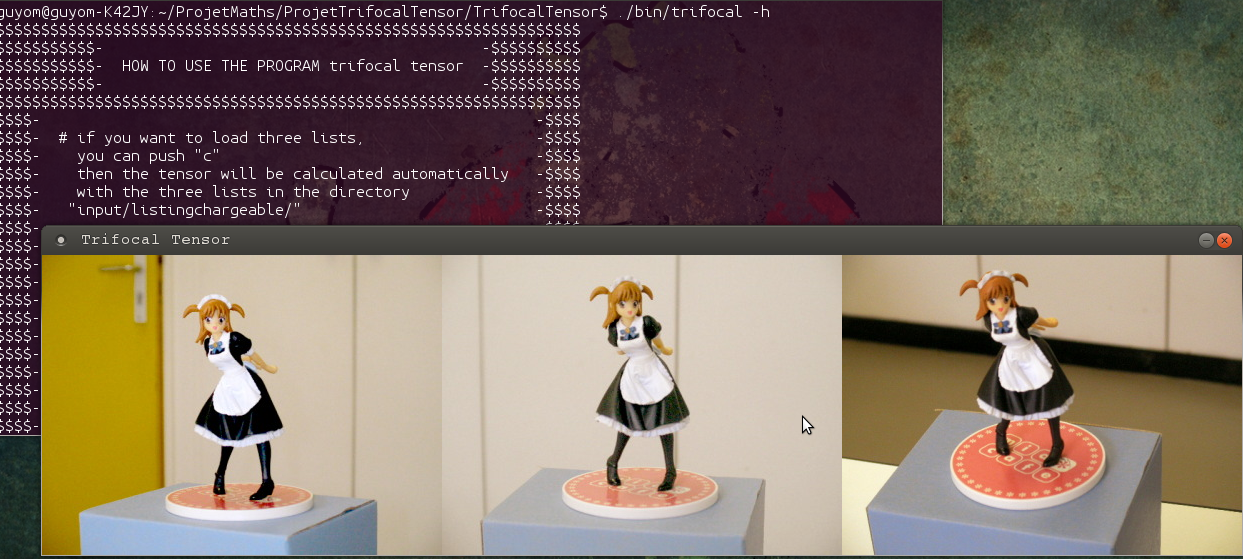 guyom@guyom-K42JY:~/ProjetMaths/ProjetTrifocalTensor/TrifocalTensor$ ./bin/trifocal -h
$$$$$$$$$$$$$$$$$$$$$$$$$$$$$$$$$$$$$$$$$$$$$$$$$$$$$$$$$$$$$$$$
$$$$$$$$$$$- -$$$$$$$$$$
$$$$$$$$$$$- HOW TO USE THE PROGRAM trifocal tensor -$$$$$$$$$$
$$$$$$$$$$$- -$$$$$$$$$$
$$$$$$$$$$$$$$$$$$$$$$$$$$$$$$$$$$$$$$$$$$$$$$$$$$$$$$$$$$$$$$$$
$$$$- -$$$$
$$$$- # if you want to load three lists, -$$$$
$$$$- you can push "c" -$$$$
$$$$- then the tensor will be calculated automatically -$$$$
$$$$- with the three lists in the directory -$$$$
$$$$- "input/listingchargeable/" -$$$$
$$$$-
Trifocal Tensor
$$$$-
$$$$-
$$$$-
$$$$-
$$$$-
$$$$-
$$$$-
$$$$-
$$$$-
$$$$-
$$$$-